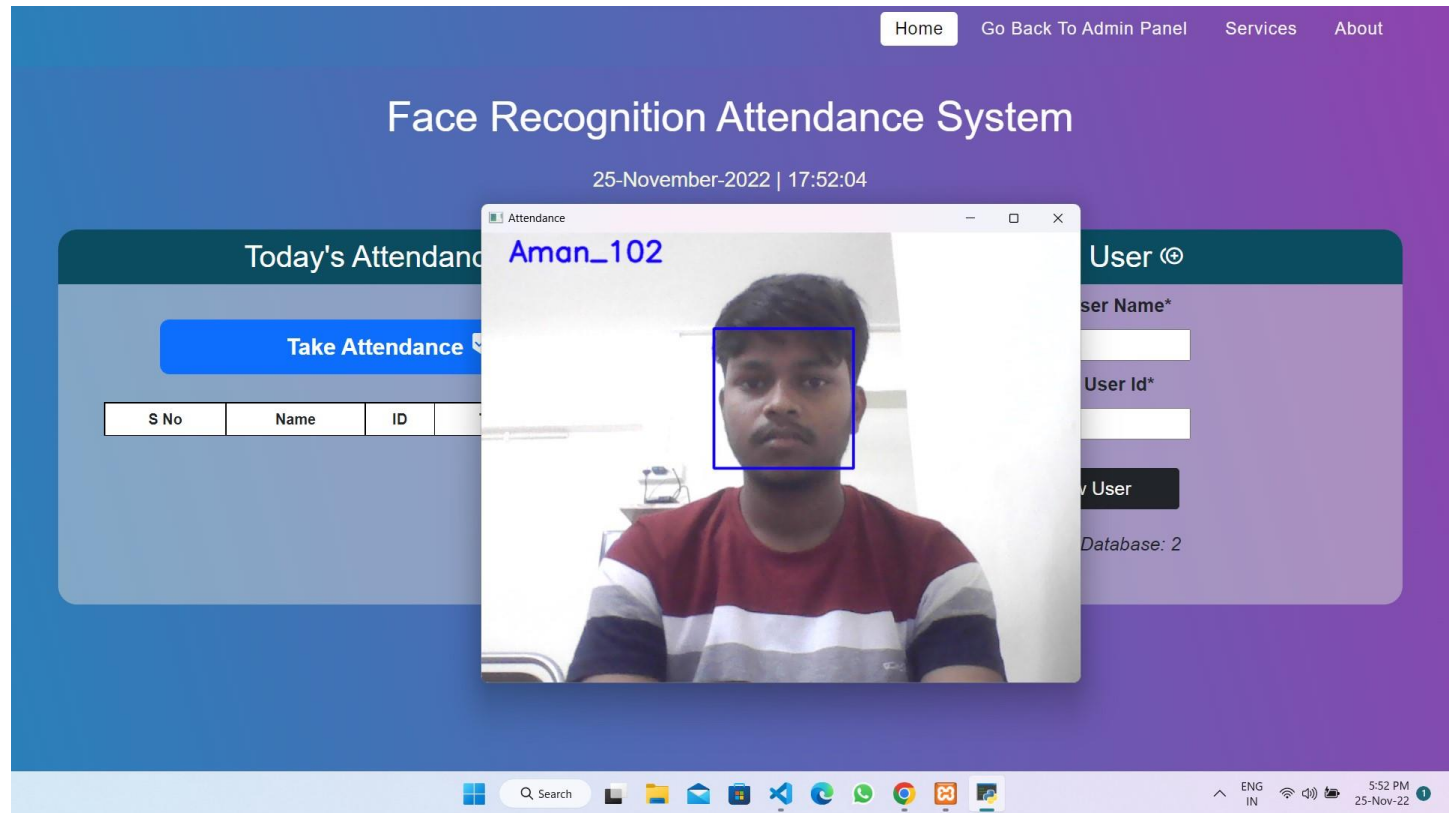 Home Go Back To Admin Panel Services About
Face Recognition Attendance System
25-November-2022 | 17:52:04
Attendance
Aman_102
Today's Attendanc
User
Take Attendance
ser Name*
User Id*
S No Name ID
User
Database: 2
Search
ENG
IN
5:52 PM
25-Nov-22
1